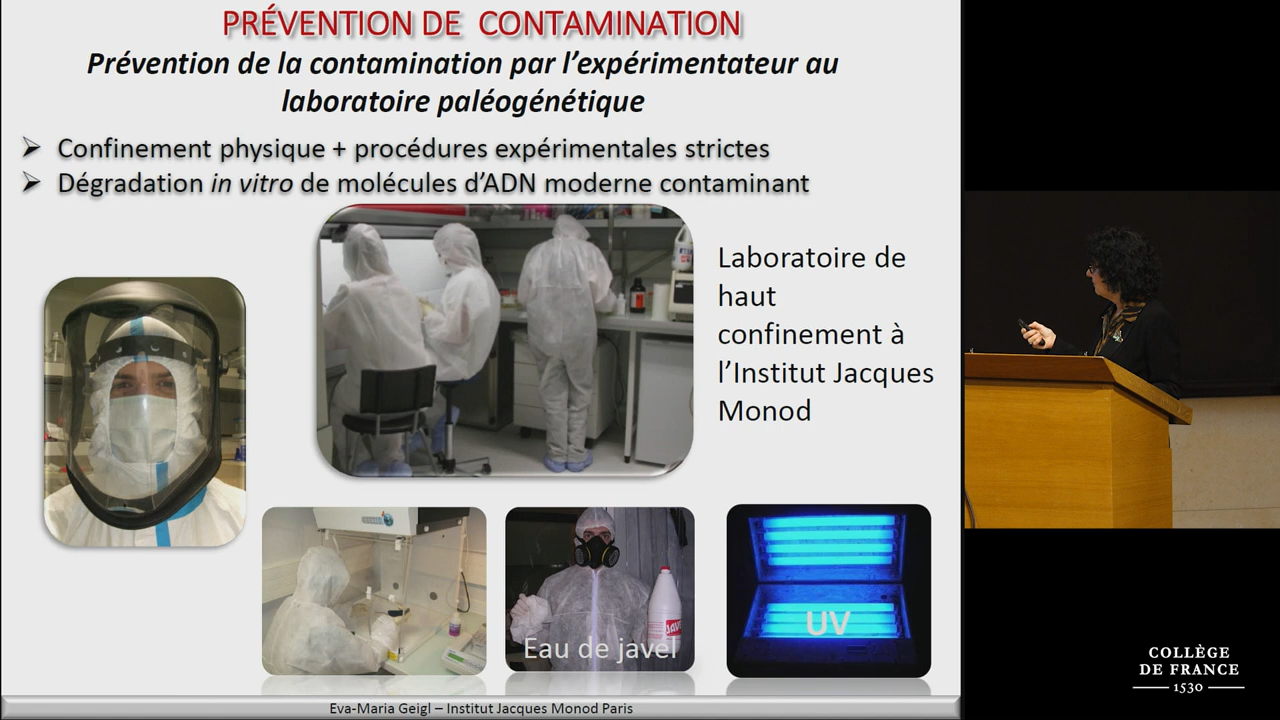 PRÉVENTION DE CONTAMINATION
Prévention de la contamination par l’expérimentateur au
laboratoire paléogénétique
Confinement physique + procédures expérimentales strictes
Dégradation in vitro de molécules d’ADN moderne contaminant
Laboratoire de
haut
confinement à
l’Institut Jacques
Monod
Eau de javel
UV
Eva-Maria Geigl – Institut Jacques Monod Paris
COLLÈGE
DE FRANCE
1530